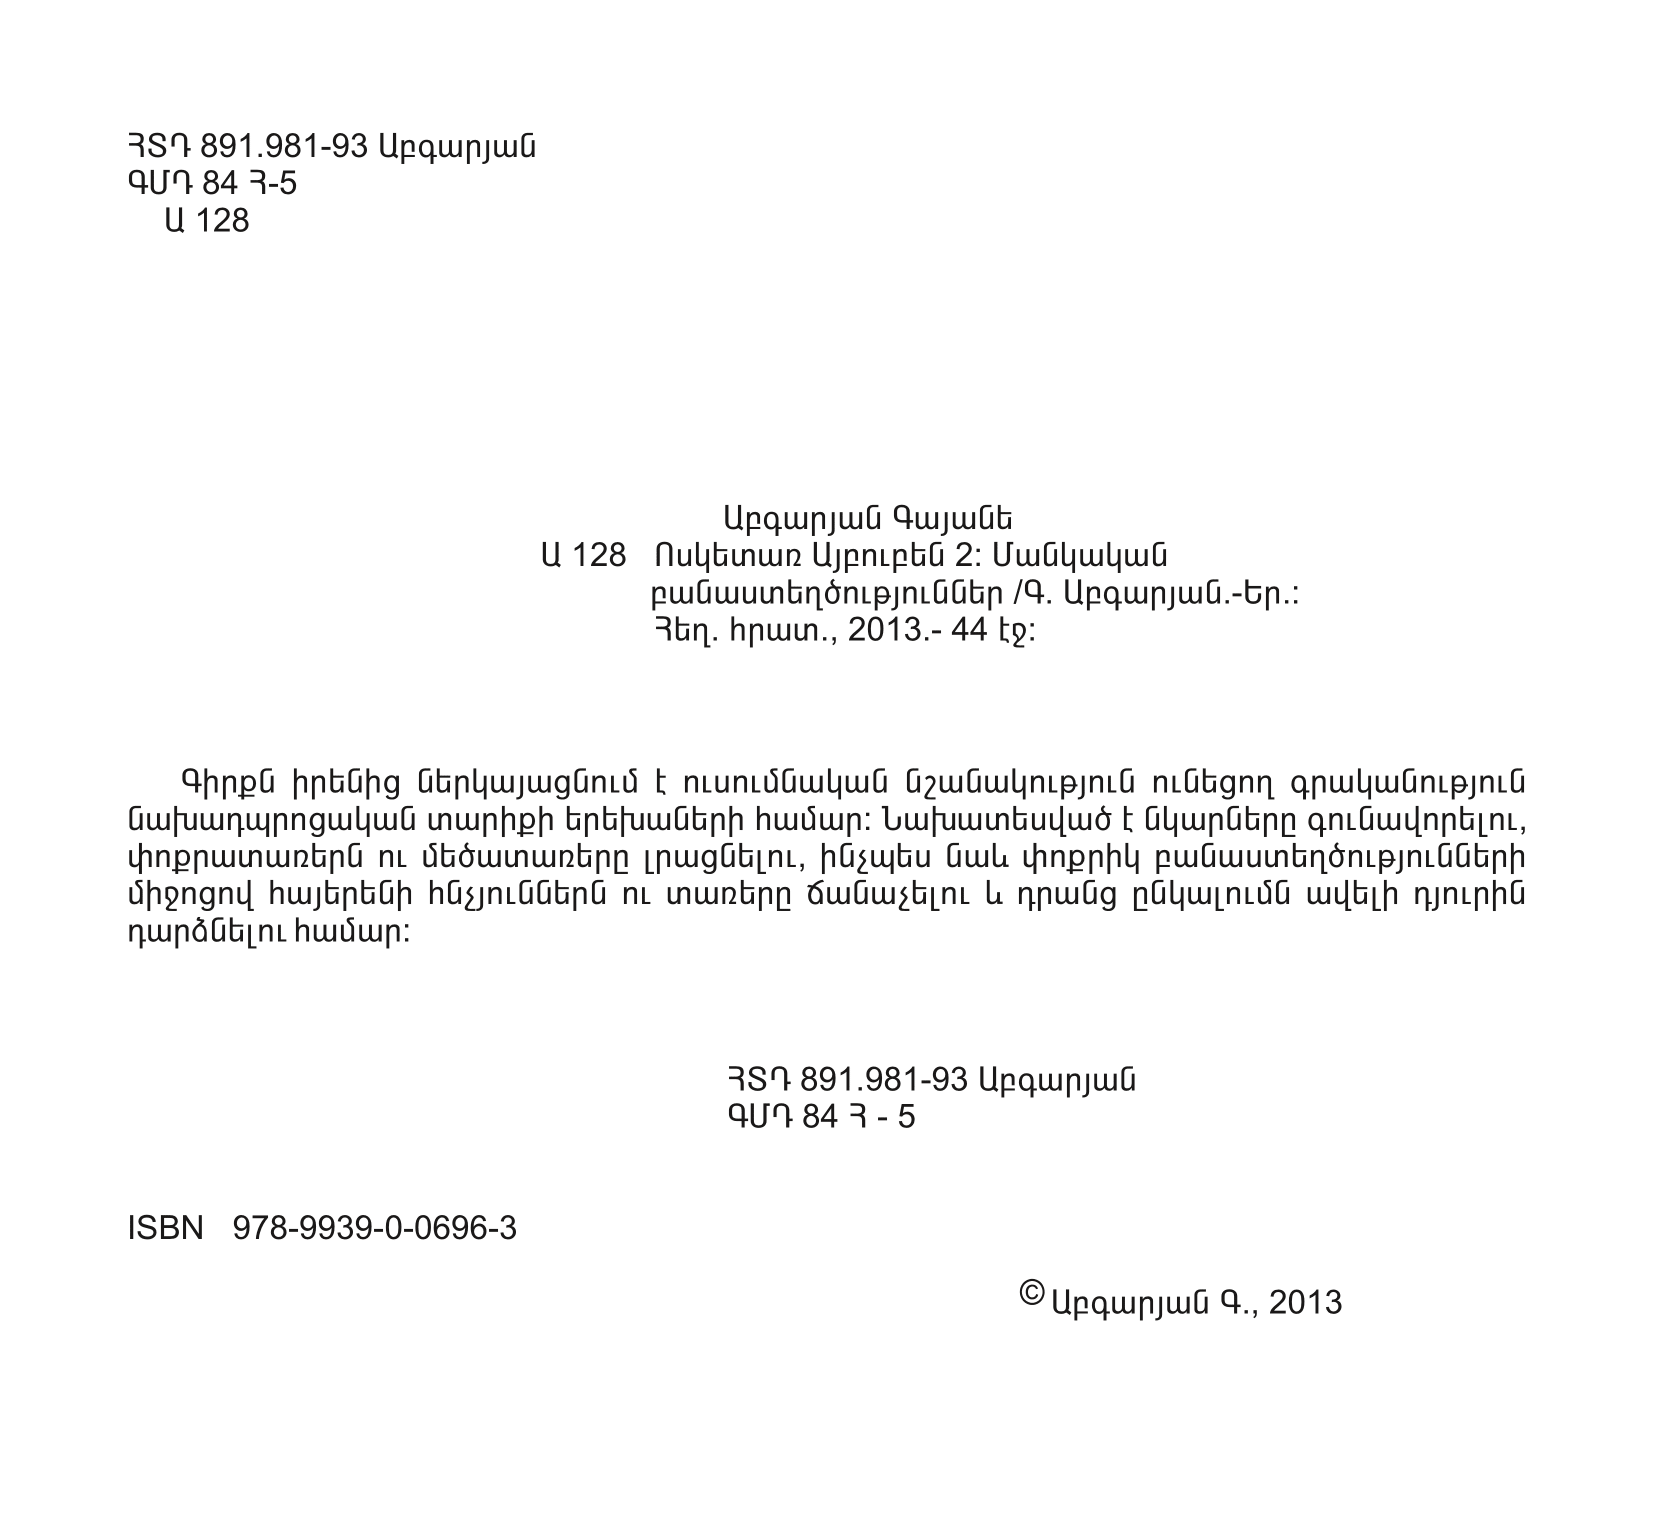 ՀՏԴ 891.981-93 Աբգարյան
ԳՄԴ 84 Հ-5
Ա 128
Աբգարյան Գայանե
Ա 128 Ոսկետառ Այբուբեն 2: Մանկական
բանաստեղծություններ /Գ. Աբգարյան.-Եր.:
Հեղ. հրատ., 2013.- 44 էջ:
Գիրքն իրենից ներկայացնում է ուսումնական նշանակություն ունեցող գրականություն
նախադպրոցական տարիքի երեխաների համար: Նախատեսված է նկարները գունավորելու,
փոքրատառերն ու մեծատառերը լրացնելու, ինչպես նաև փոքրիկ բանաստեղծությունների
միջոցով հայերենի հնչյուններն ու տառերը ճանաչելու և դրանց ընկալումն ավելի դյուրին
դարձնելու համար:
ՀՏԴ 891.981-93 Աբգարյան
ԳՄԴ 84 Հ - 5
ISBN 978-9939-0-0696-3
© Աբգարյան Գ., 2013